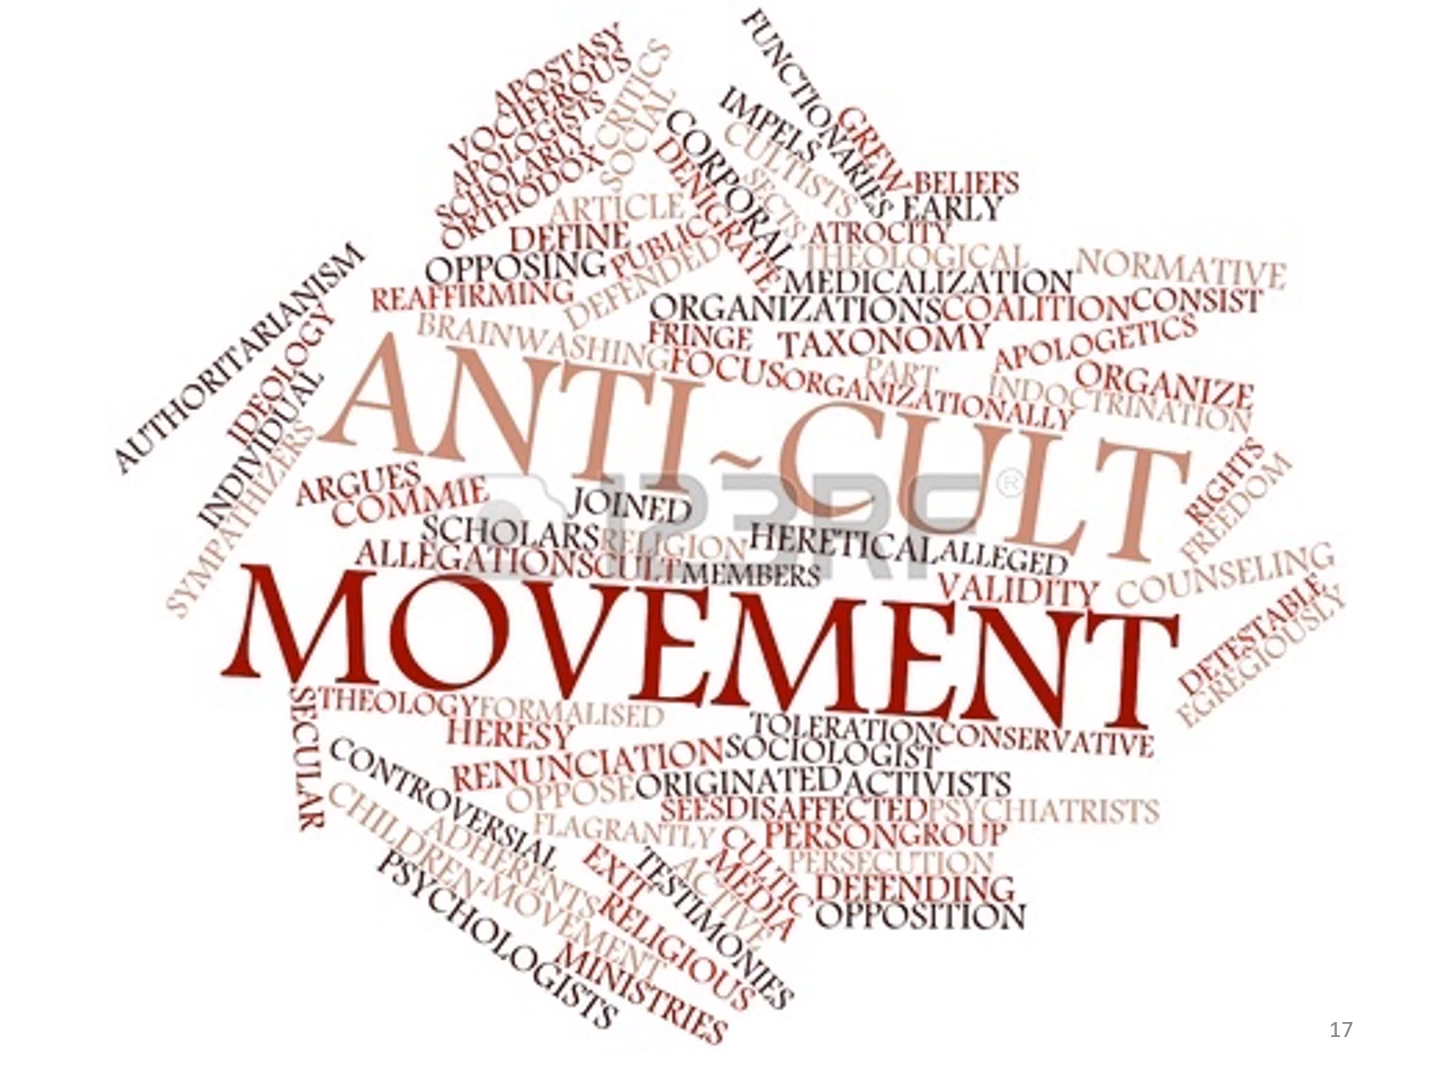 FUNCTIONARIES
APOSTASY
VOCIFEROUS
APOLOGISTS
SCHOLARLY
ORTHODOX
CRITICS
SOCIAL
IMPELS
GREW
CULTISTS
CORPORAL
DENIGRATE
SECTS
BELIEFS
EARLY
ARTICLE
DEFINE
PUBLIC
ATROCITY
OPPOSING
DEFENDED
THEOLOGICAL
NORMATIVE
AUTHORITARIANISM
REAFFIRMING
MEDICALIZATION
ORGANIZATIONS
COALITION
CONSIST
IDEOLOGY
BRAINWASHING
FRINGE
TAXONOMY
APOLOGETICS
FOCUS
PART
ORGANIZE
ORGANIZATIONALLY
INDOCTRINATION
INDIVIDUAL
SYMPATHIZERS
ANTI-CULT
RIGHTS
FREEDOM
ARGUES
COMMIE
JOINED
123RF®
SCHOLARS
RELIGION
HERETICAL
ALLEGED
ALLEGATIONS
CULT
MEMBERS
VALIDITY
COUNSELING
MOVEMENT
DETESTABLE
EGREGIOUSLY
SECULAR
THEOLOGY
FORMALISED
HERESY
TOLERATION
CONSERVATIVE
RENUNCIATION
SOCIOLOGIST
CONTROVERSIAL
OPPOSE
ORIGINATED
ACTIVISTS
CHILDREN
SEES
DISAFFECTED
PSYCHIATRISTS
ADHERENTS
FLAGRANTLY
CULTIC
PERSON
GROUP
PSYCHOLOGISTS
MOVEMENT
EXIT
TESTIMONIES
ACTIVE
MEDIA
PERSECUTION
DEFENDING
RELIGIOUS
OPPOSITION
MINISTRIES
17